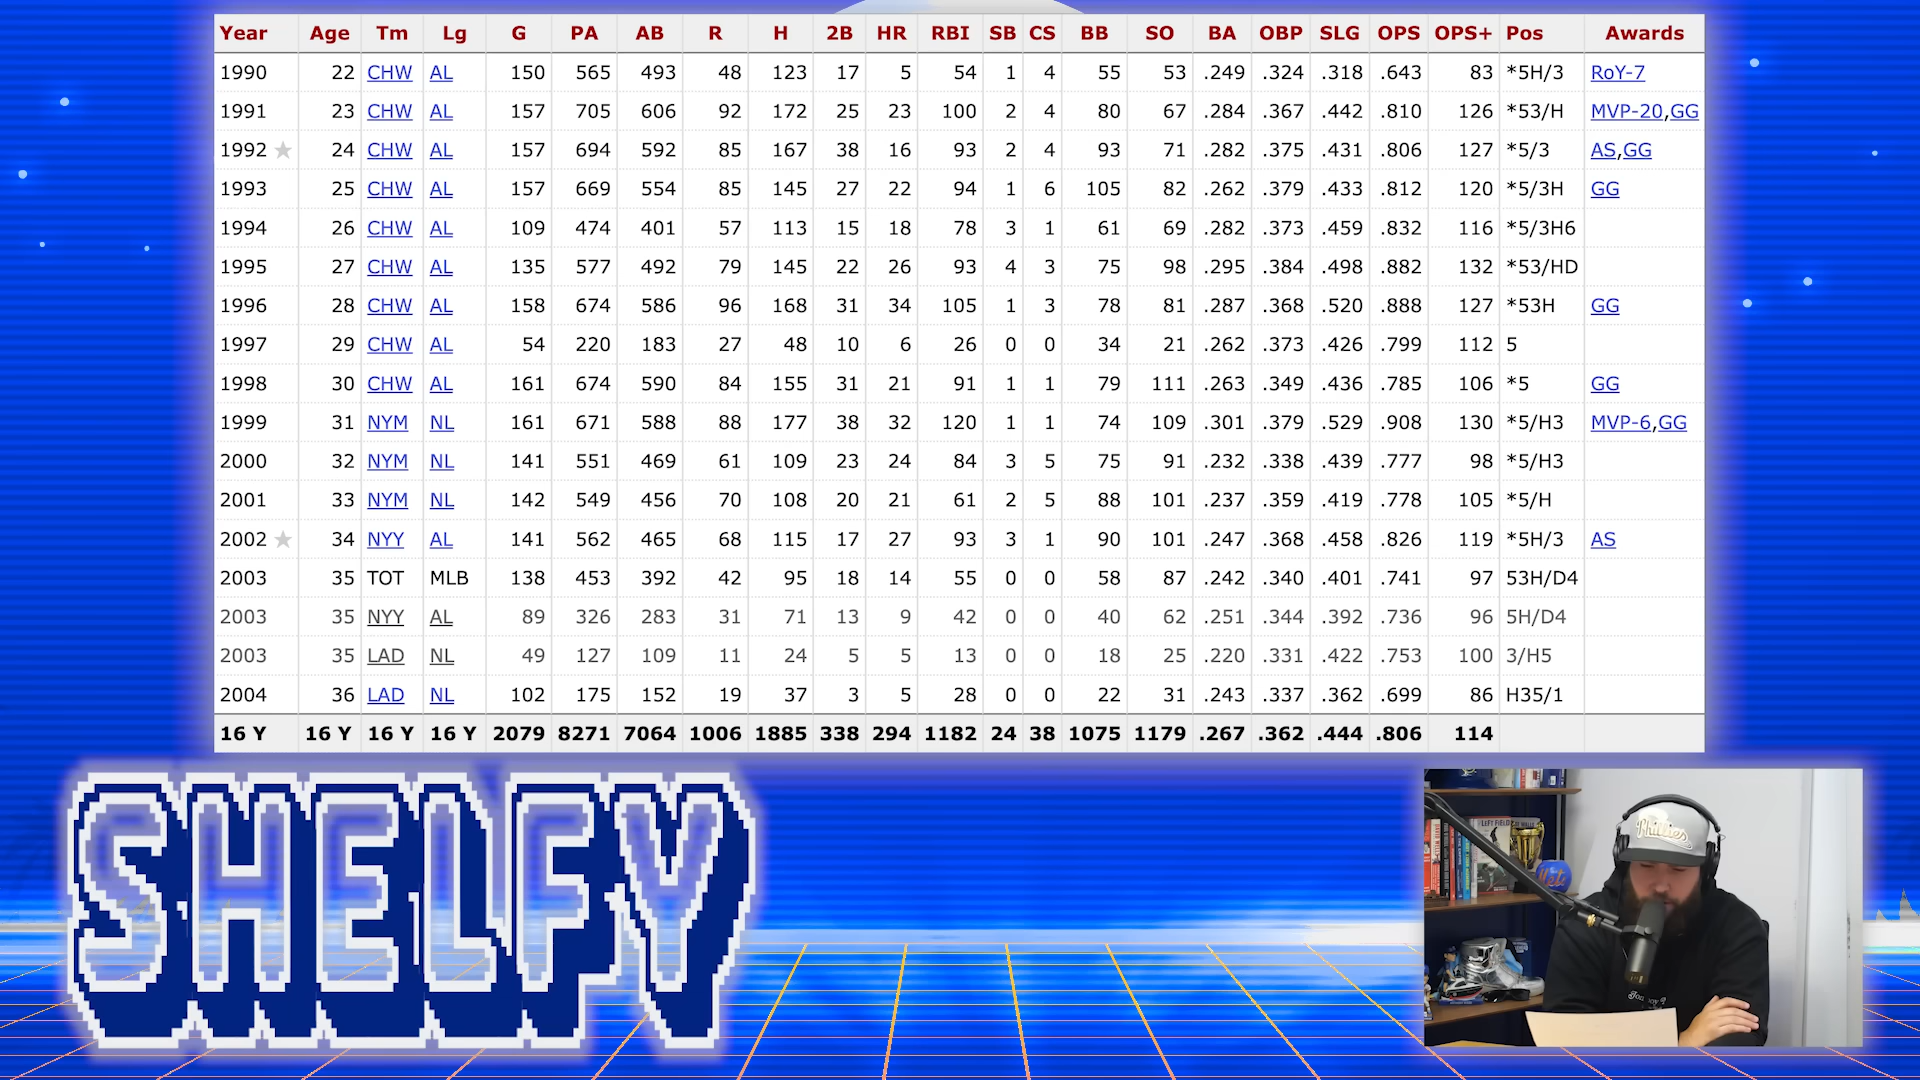 Year Age Tm Lg G PA AB R H 2B HR RBI SB CS BB SO BA OBP SLG OPS OPS+ Pos Awards
1990 22 CHW AL 150 565 493 48 123 17 5 54 1 4 55 53 .249 .324 .318 .643 83 *5H/3 RoY-7
1991 23 CHW AL 157 705 606 92 172 25 23 100 2 4 80 67 .284 .367 .442 .810 126 *53/H MVP-20,GG
1992 ★ 24 CHW AL 157 694 592 85 167 38 16 93 2 4 93 71 .282 .375 .431 .806 127 *5/3 AS,GG
1993 25 CHW AL 157 669 554 85 145 27 22 94 1 6 105 82 .262 .379 .433 .812 120 *5/3H GG
1994 26 CHW AL 109 474 401 57 113 15 18 78 3 1 61 69 .282 .373 .459 .832 116 *5/3H6
1995 27 CHW AL 135 577 492 79 145 22 26 93 4 3 75 98 .295 .384 .498 .882 132 *53/HD
1996 28 CHW AL 158 674 586 96 168 31 34 105 1 3 78 81 .287 .368 .520 .888 127 *53H GG
1997 29 CHW AL 54 220 183 27 48 10 6 26 0 0 34 21 .262 .373 .426 .799 112 5
1998 30 CHW AL 161 674 590 84 155 31 21 91 1 1 79 111 .263 .349 .436 .785 106 *5 GG
1999 31 NYM NL 161 671 588 88 177 38 32 120 1 1 74 109 .301 .379 .529 .908 130 *5/H3 MVP-6,GG
2000 32 NYM NL 141 551 469 61 109 23 24 84 3 5 75 91 .232 .338 .439 .777 98 *5/H3
2001 33 NYM NL 142 549 456 70 108 20 21 61 2 5 88 101 .237 .359 .419 .778 105 *5/H
2002 ★ 34 NYY AL 141 562 465 68 115 17 27 93 3 1 90 101 .247 .368 .458 .826 119 *5H/3 AS
2003 35 TOT MLB 138 453 392 42 95 18 14 55 0 0 58 87 .242 .340 .401 .741 97 53H/D4
2003 35 NYY AL 89 326 283 31 71 13 9 42 0 0 40 62 .251 .344 .392 .736 96 5H/D4
2003 35 LAD NL 49 127 109 11 24 5 5 13 0 0 18 25 .220 .331 .422 .753 100 3/H5
2004 36 LAD NL 102 175 152 19 37 3 5 28 0 0 22 31 .243 .337 .362 .699 86 H35/1
16 Y 16 Y 16 Y 16 Y 2079 8271 7064 1006 1885 338 294 1182 24 38 1075 1179 .267 .362 .444 .806 114
SHELFY
Phillies
LEFT FIELD
Mets